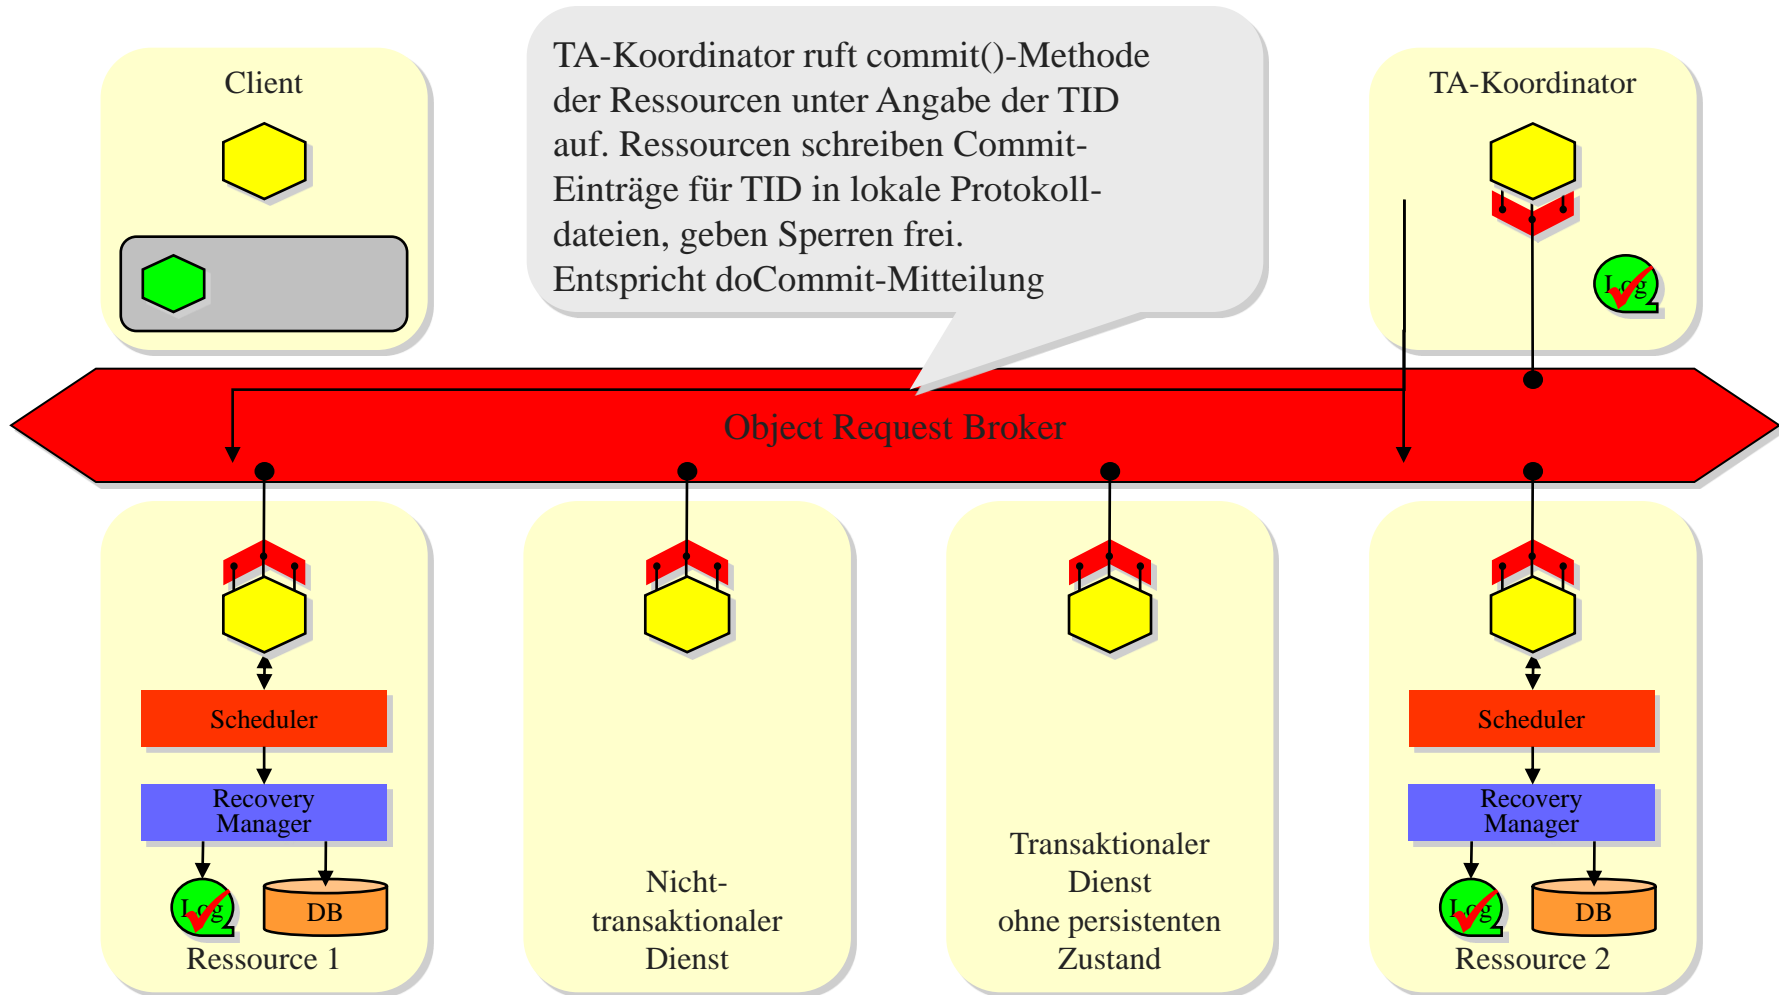 Client
TA-Koordinator ruft commit()-Methode
der Ressourcen unter Angabe der TID
auf. Ressourcen schreiben Commit-
Einträge für TID in lokale Protokoll-
dateien, geben Sperren frei.
Entspricht doCommit-Mitteilung
TA-Koordinator
Log
Object Request Broker
Scheduler
Recovery
Manager
Log
DB
Ressource 1
Nicht-
transaktionaler
Dienst
Transaktionaler
Dienst
ohne persistenten
Zustand
Scheduler
Recovery
Manager
Log
DB
Ressource 2